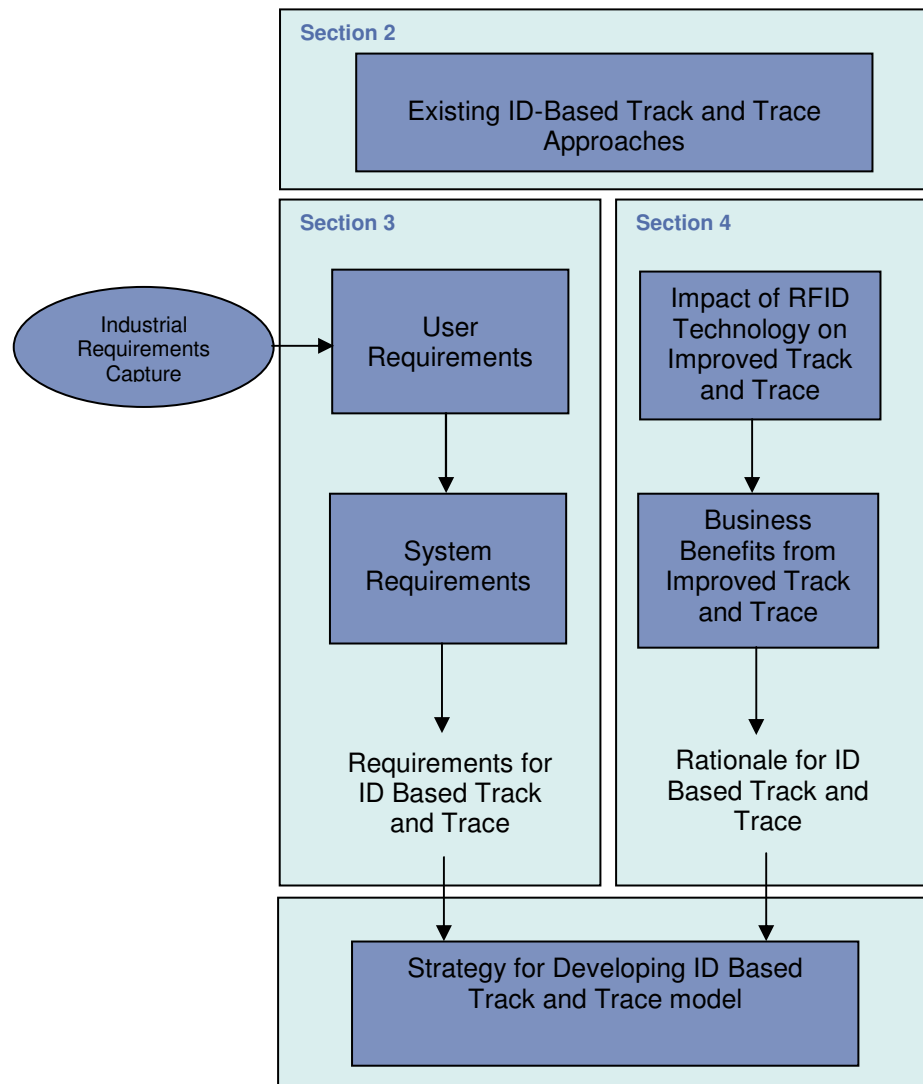 Section 2
Existing ID-Based Track and Trace
Approaches
Section 3
Industrial
Requirements
Capture
User
Requirements
System
Requirements
Requirements for
ID Based Track
and Trace
Section 4
Impact of RFID
Technology on
Improved Track
and Trace
Business
Benefits from
Improved Track
and Trace
Rationale for ID
Based Track and
Trace
Strategy for Developing ID Based
Track and Trace model